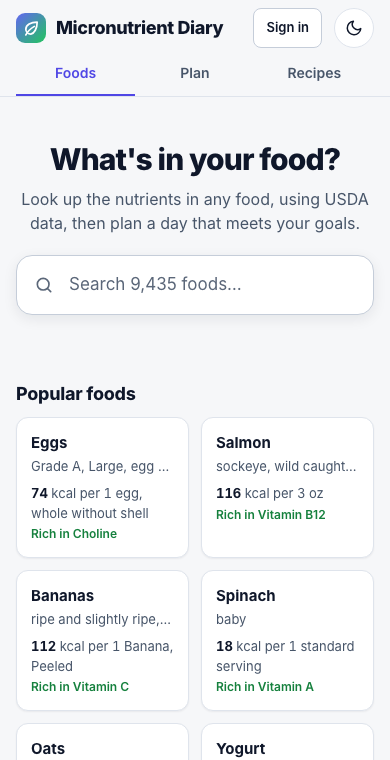 Micronutrient Diary
Sign in
Foods
Plan
Recipes
What's in your food?
Look up the nutrients in any food, using USDA
data, then plan a day that meets your goals.
Search 9,435 foods...
Popular foods
Eggs
Grade A, Large, egg ...
74 kcal per 1 egg,
whole without shell
Rich in Choline
Salmon
sockeye, wild caught...
116 kcal per 3 oz
Rich in Vitamin B12
Bananas
ripe and slightly ripe,...
112 kcal per 1 Banana,
Peeled
Rich in Vitamin C
Spinach
baby
18 kcal per 1 standard
serving
Rich in Vitamin A
Oats
Yogurt